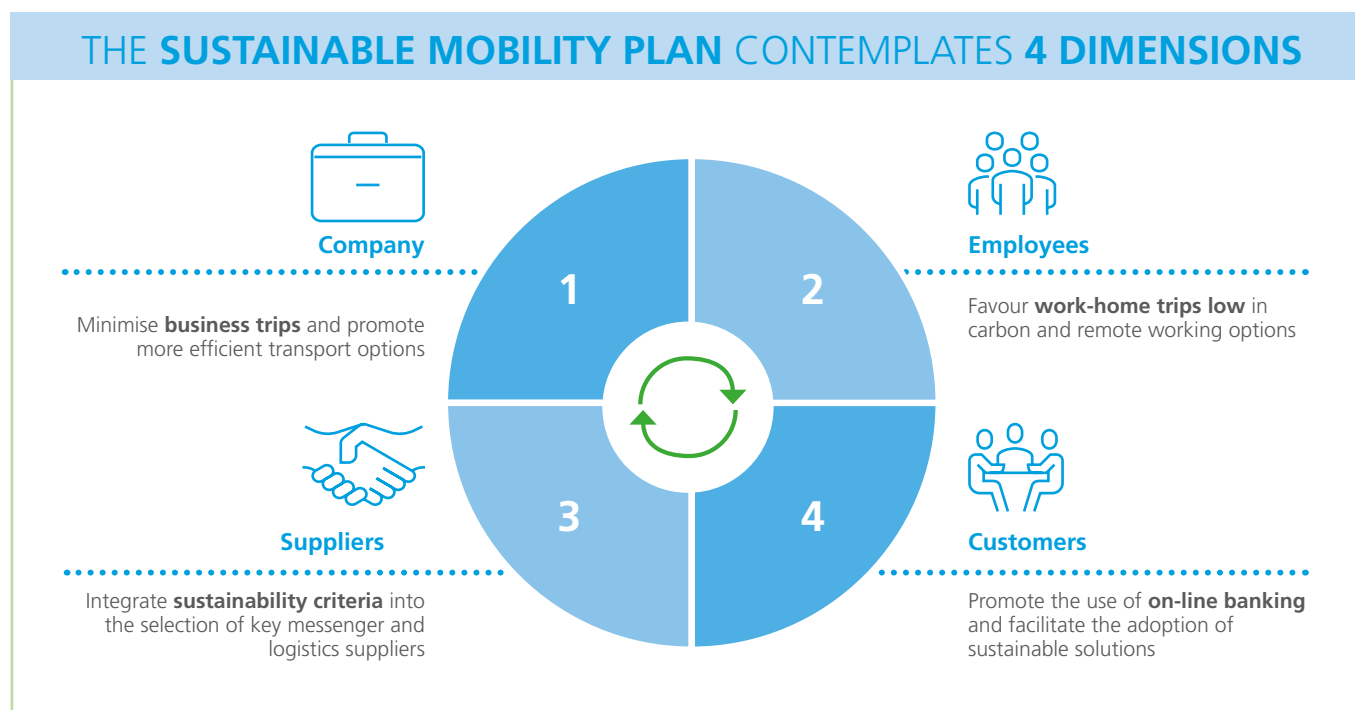 THE SUSTAINABLE MOBILITY PLAN CONTEMPLATES 4 DIMENSIONS
Company
1
Minimise business trips and promote
more efficient transport options
Employees
2
Favour work-home trips low in
carbon and remote working options
Suppliers
3
Integrate sustainability criteria into
the selection of key messenger and
logistics suppliers
Customers
4
Promote the use of on-line banking
and facilitate the adoption of
sustainable solutions